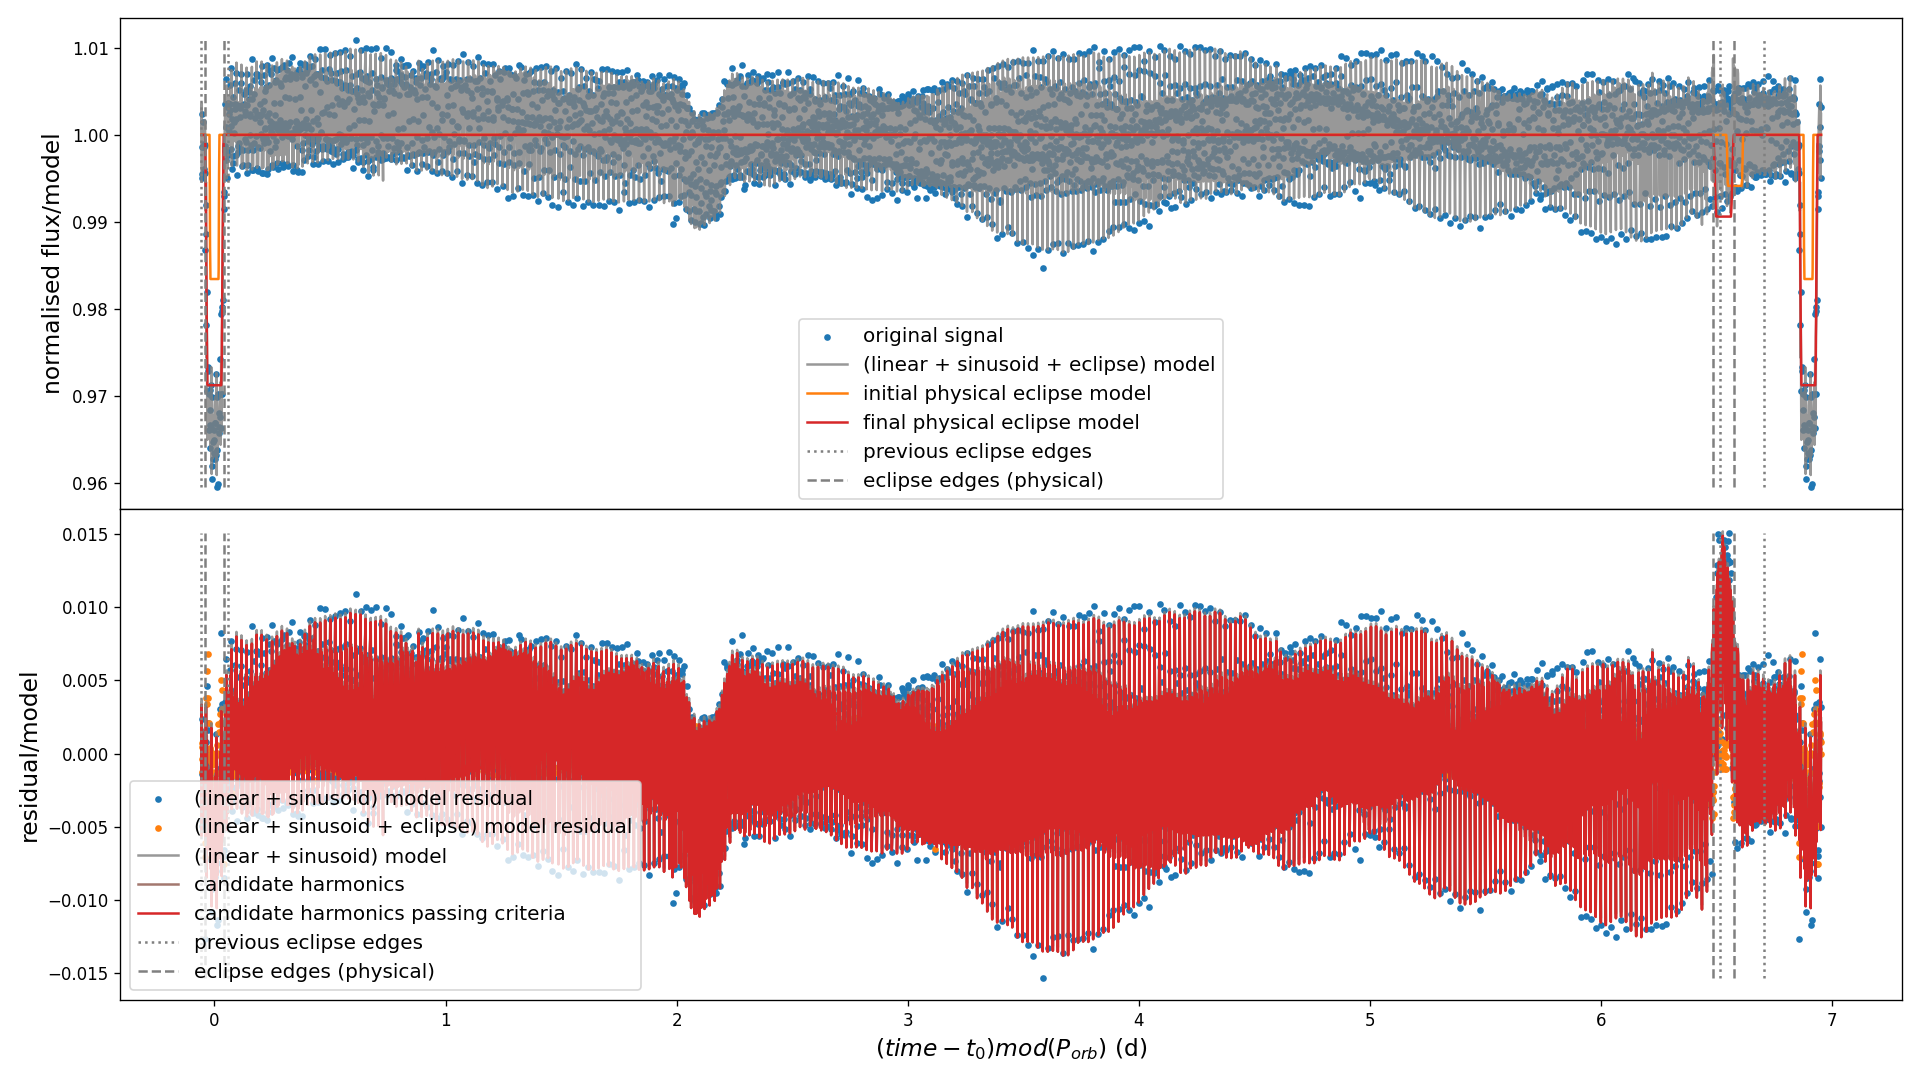 normalised flux/model
1.01
1.00
0.99
0.98
0.97
0.96
original signal
(linear + sinusoid + eclipse) model
initial physical eclipse model
final physical eclipse model
previous eclipse edges
eclipse edges (physical)
residual/model
0.015
0.010
0.005
0.000
−0.005
−0.010
−0.015
(linear + sinusoid) model residual
(linear + sinusoid + eclipse) model residual
(linear + sinusoid) model
candidate harmonics
candidate harmonics passing criteria
previous eclipse edges
eclipse edges (physical)
0 1 2 3 4 5 6 7
(time − t₀)mod(P_orb) (d)